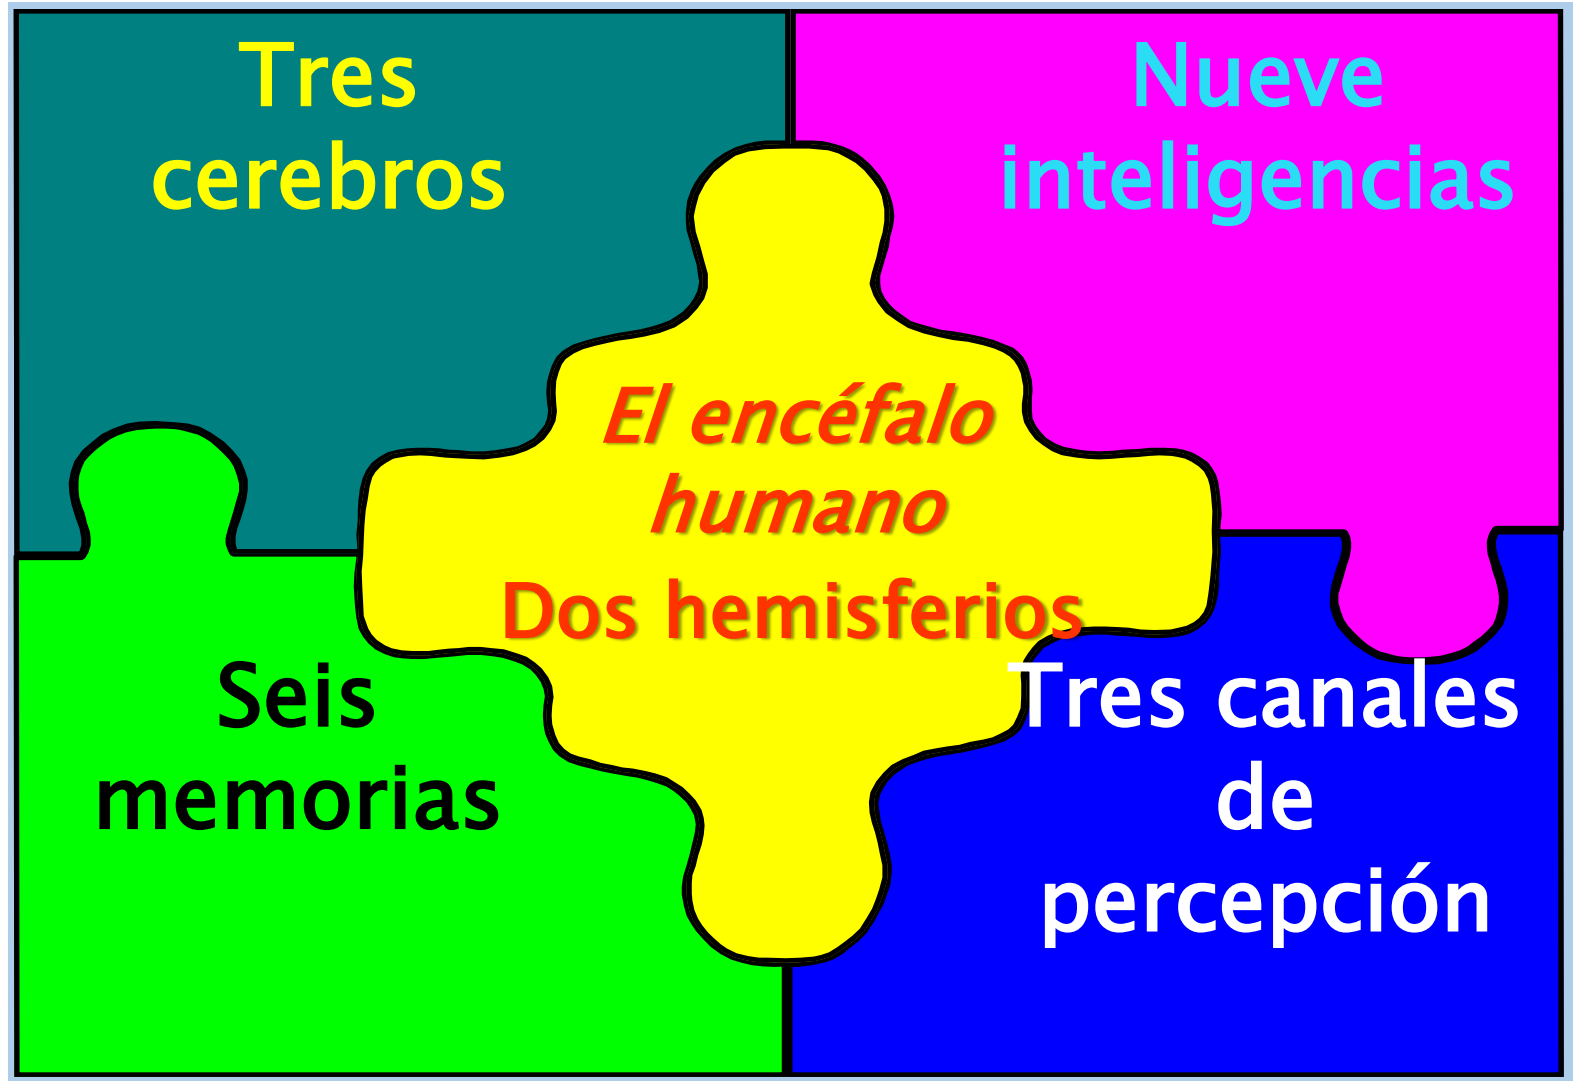 Tres
cerebros
Nueve
inteligencias
El encéfalo
humano
Dos hemisferios
Seis
memorias
Tres canales
de
percepción